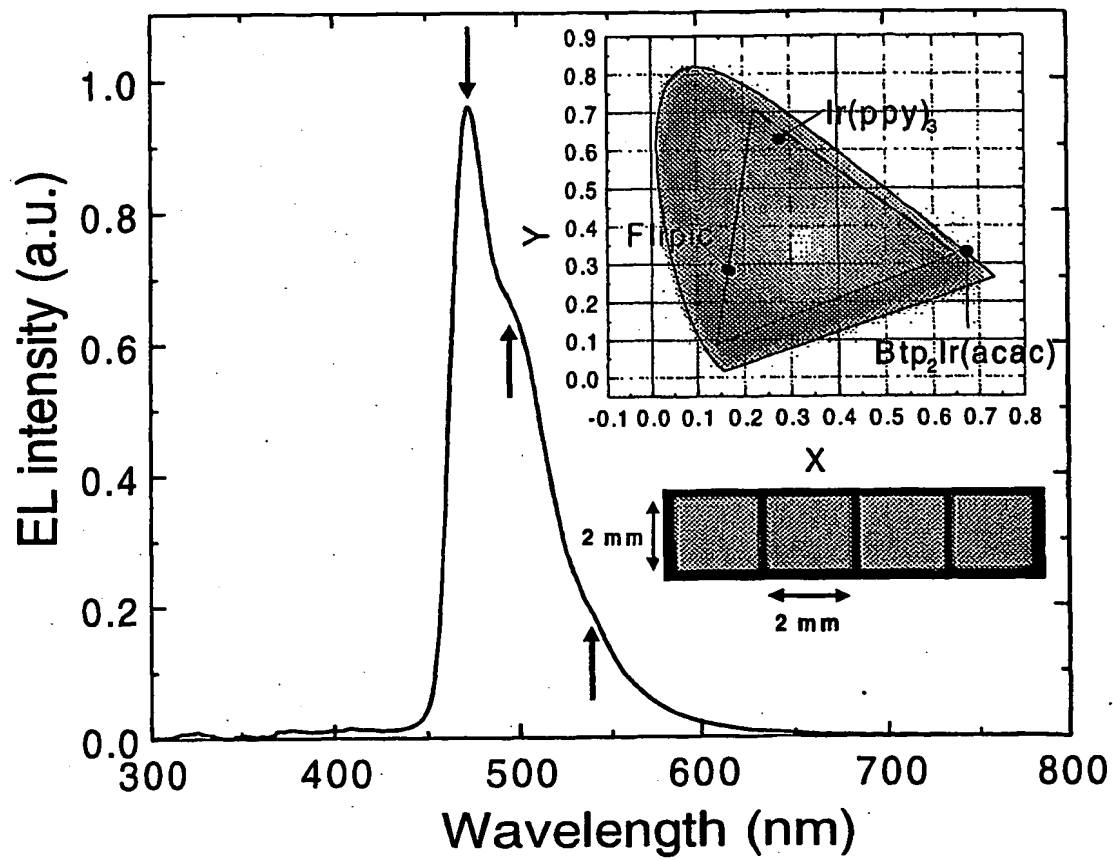 EL intensity (a.u.)
1.0
0.8
0.6
0.4
0.2
0.0
300 400 500 600 700 800
Wavelength (nm)
Y
0.9
0.8
0.7
0.6
0.5
0.4
0.3
0.2
0.1
0.0
-0.1 0.0 0.1 0.2 0.3 0.4 0.5 0.6 0.7 0.8
X
Ir(ppy)₃
FIrpic
Btp₂Ir(acac)
2 mm
2 mm